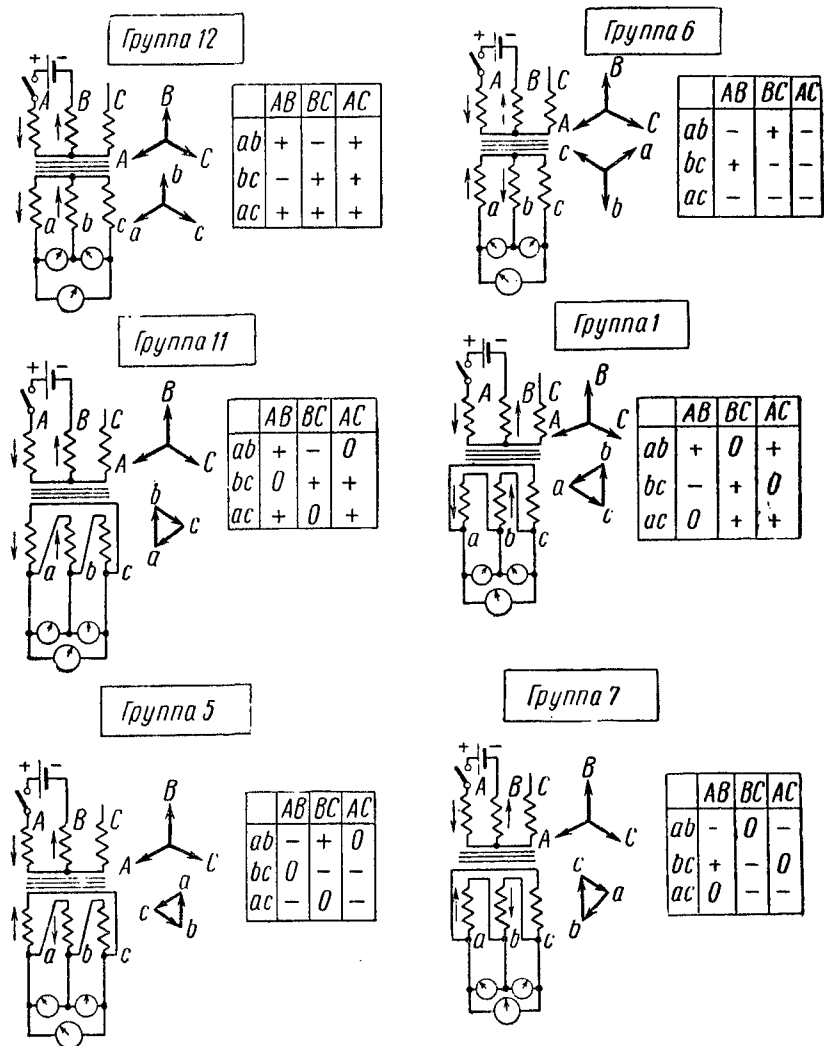 Группа 12
+ -
A B C
B
A C
b
a c
a b c
AB BC AC
ab + - +
bc - + +
ac + + +
Группа 6
+ -
A B C
B
A C
c a
b
a b c
AB BC AC
ab - + -
bc + - -
ac - - -
Группа 11
+ -
A B C
B
A C
b
c
a
a b c
AB BC AC
ab + - 0
bc 0 + +
ac + 0 +
Группа 1
+ -
A B C
B
A C
b
a
c
a b c
AB BC AC
ab + 0 +
bc - + 0
ac 0 + +
Группа 5
+ -
A B C
B
A C
a
c
b
a b c
AB BC AC
ab - + 0
bc 0 - -
ac - 0 -
Группа 7
+ -
A B C
B
A C
c
a
b
a b c
AB BC AC
ab - 0 -
bc + - 0
ac 0 - -